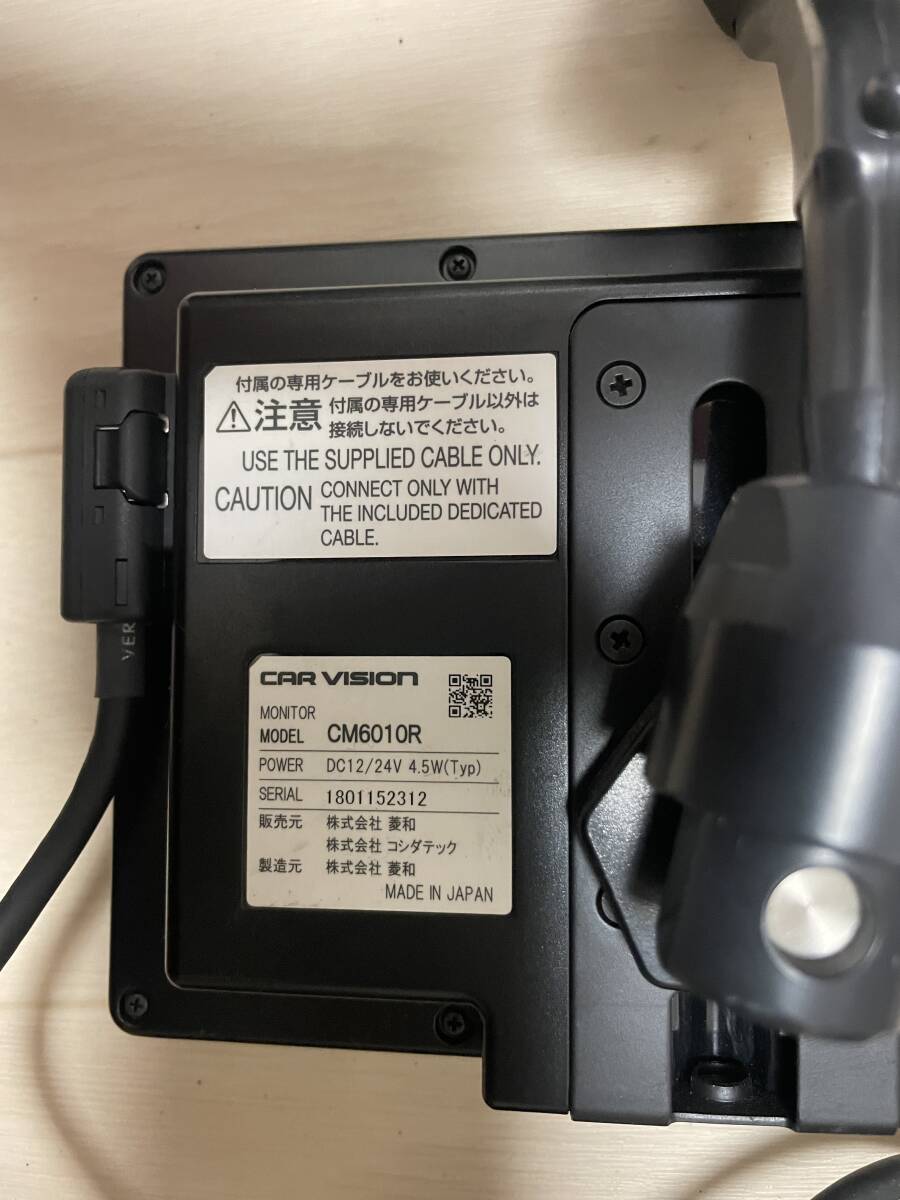 付属の専用ケーブルをお使いください。
注意 付属の専用ケーブル以外は
接続しないでください。
USE THE SUPPLIED CABLE ONLY.
CAUTION CONNECT ONLY WITH
THE INCLUDED DEDICATED
CABLE.
VER
CAR VISION
MONITOR
MODEL CM6010R
POWER DC12/24V 4.5W(Typ)
SERIAL 1801152312
販売元 株式会社 菱和
株式会社 コシダテック
製造元 株式会社 菱和
MADE IN JAPAN